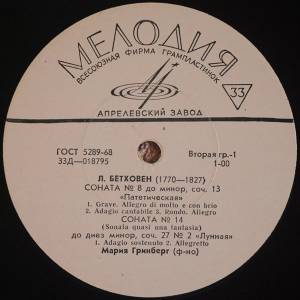 МЕЛОДИЯ
ВСЕСОЮЗНАЯ ФИРМА ГРАМПЛАСТИНОК
33
АПРЕЛЕВСКИЙ ЗАВОД
ГОСТ 5289-68
33Д—018795
Вторая гр.-1
1-00
Л. БЕТХОВЕН (1770—1827)
СОНАТА № 8 до минор, соч. 13
«Патетическая»
1. Grave. Allegro di molto e con brio
2. Adagio cantabile 3. Rondo. Allegro
СОНАТА № 14
(Sonata quasi una fantasia)
до диез минор, соч. 27 № 2 «Лунная»
1. Adagio sostenuto 2. Allegretto
Мария Гринберг (ф-но)